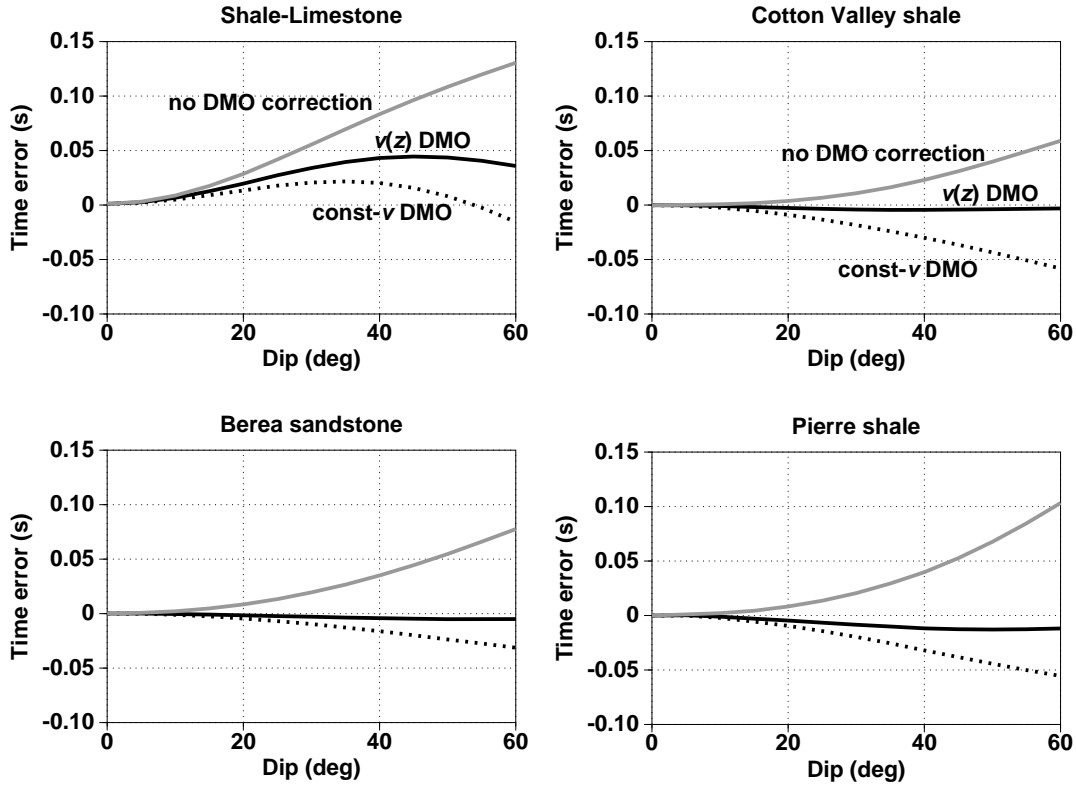 Shale-Limestone
0.15
0.10
0.05
0
-0.05
-0.10
Time error (s)
no DMO correction
v(z) DMO
const-v DMO
0 20 40 60
Dip (deg)
Cotton Valley shale
0.15
0.10
0.05
0
-0.05
-0.10
Time error (s)
no DMO correction
v(z) DMO
const-v DMO
0 20 40 60
Dip (deg)
Berea sandstone
0.15
0.10
0.05
0
-0.05
-0.10
Time error (s)
0 20 40 60
Dip (deg)
Pierre shale
0.15
0.10
0.05
0
-0.05
-0.10
Time error (s)
0 20 40 60
Dip (deg)